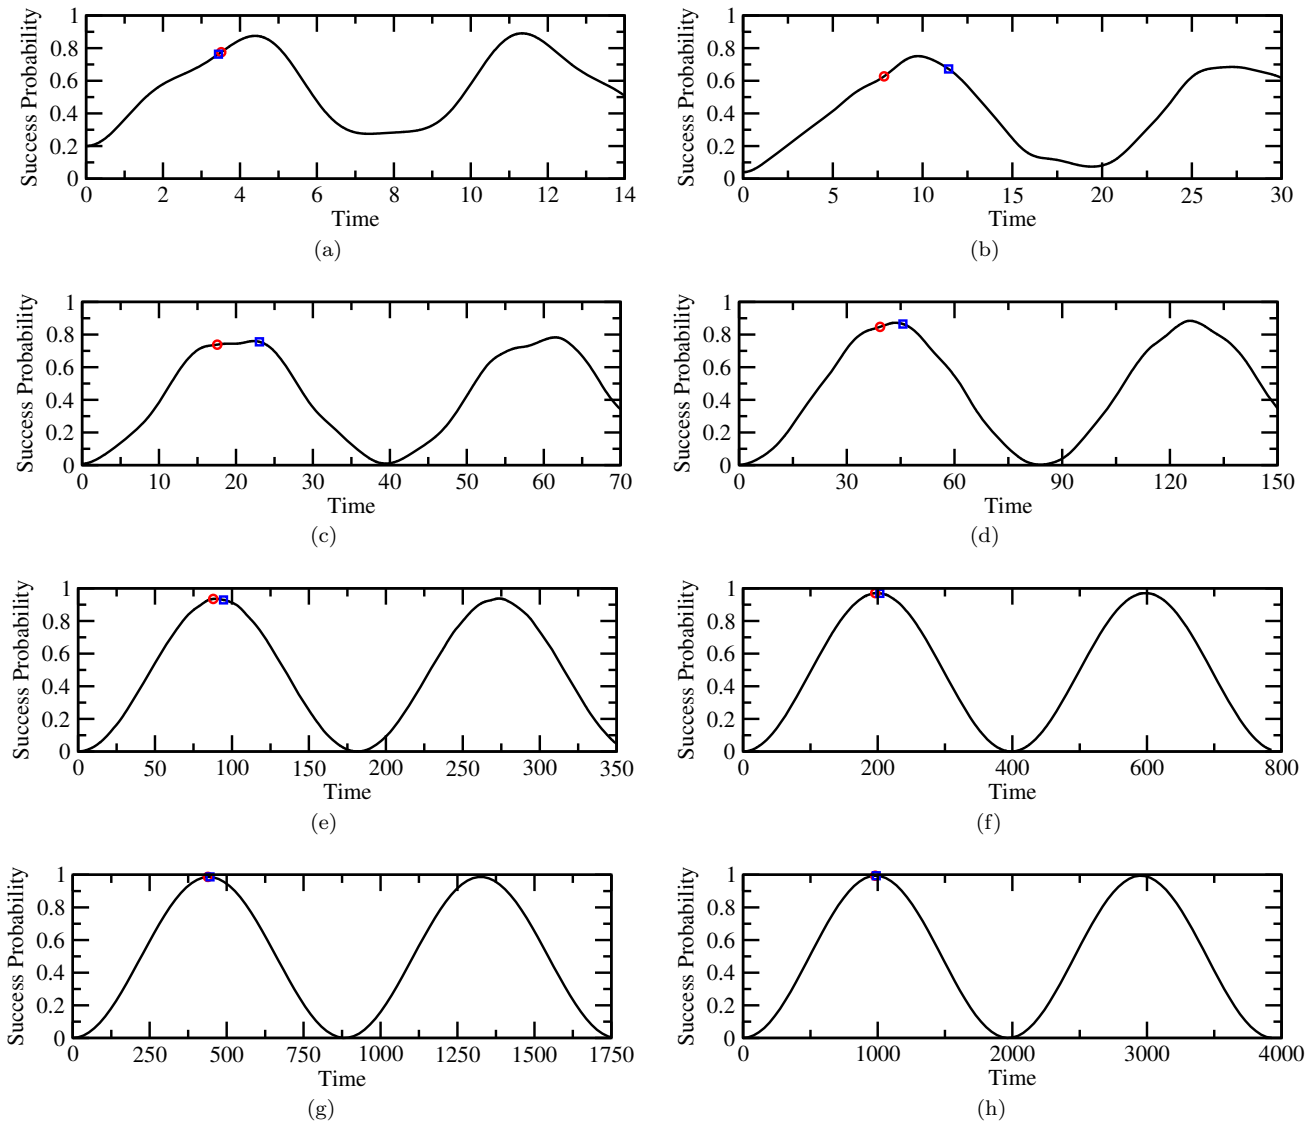 Success Probability
1
0.8
0.6
0.4
0.2
0
0 2 4 6 8 10 12 14
Time
(a)
Success Probability
1
0.8
0.6
0.4
0.2
0
0 5 10 15 20 25 30
Time
(b)
Success Probability
1
0.8
0.6
0.4
0.2
0
0 10 20 30 40 50 60 70
Time
(c)
Success Probability
1
0.8
0.6
0.4
0.2
0
0 30 60 90 120 150
Time
(d)
Success Probability
1
0.8
0.6
0.4
0.2
0
0 50 100 150 200 250 300 350
Time
(e)
Success Probability
1
0.8
0.6
0.4
0.2
0
0 200 400 600 800
Time
(f)
Success Probability
1
0.8
0.6
0.4
0.2
0
0 250 500 750 1000 1250 1500 1750
Time
(g)
Success Probability
1
0.8
0.6
0.4
0.2
0
0 1000 2000 3000 4000
Time
(h)